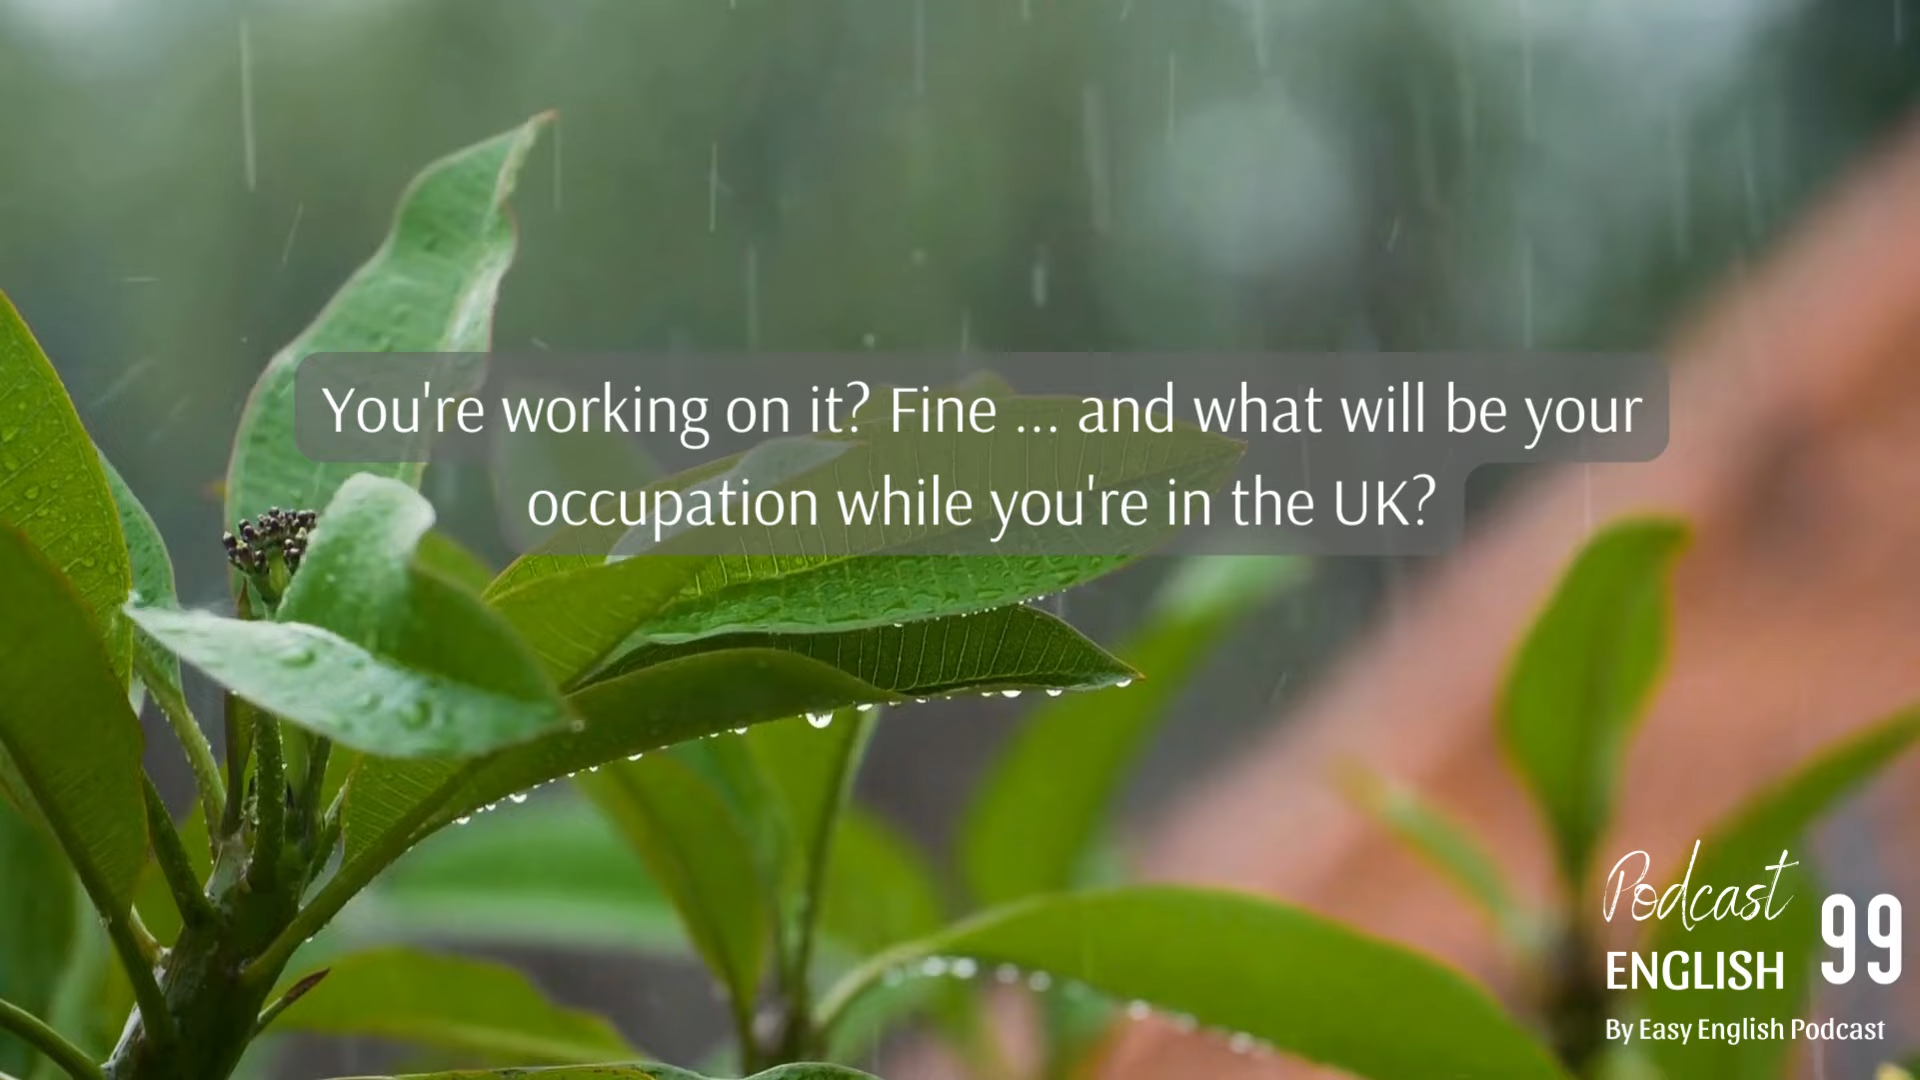 You're working on it? Fine ... and what will be your
occupation while you're in the UK?
Podcast
ENGLISH 99
By Easy English Podcast